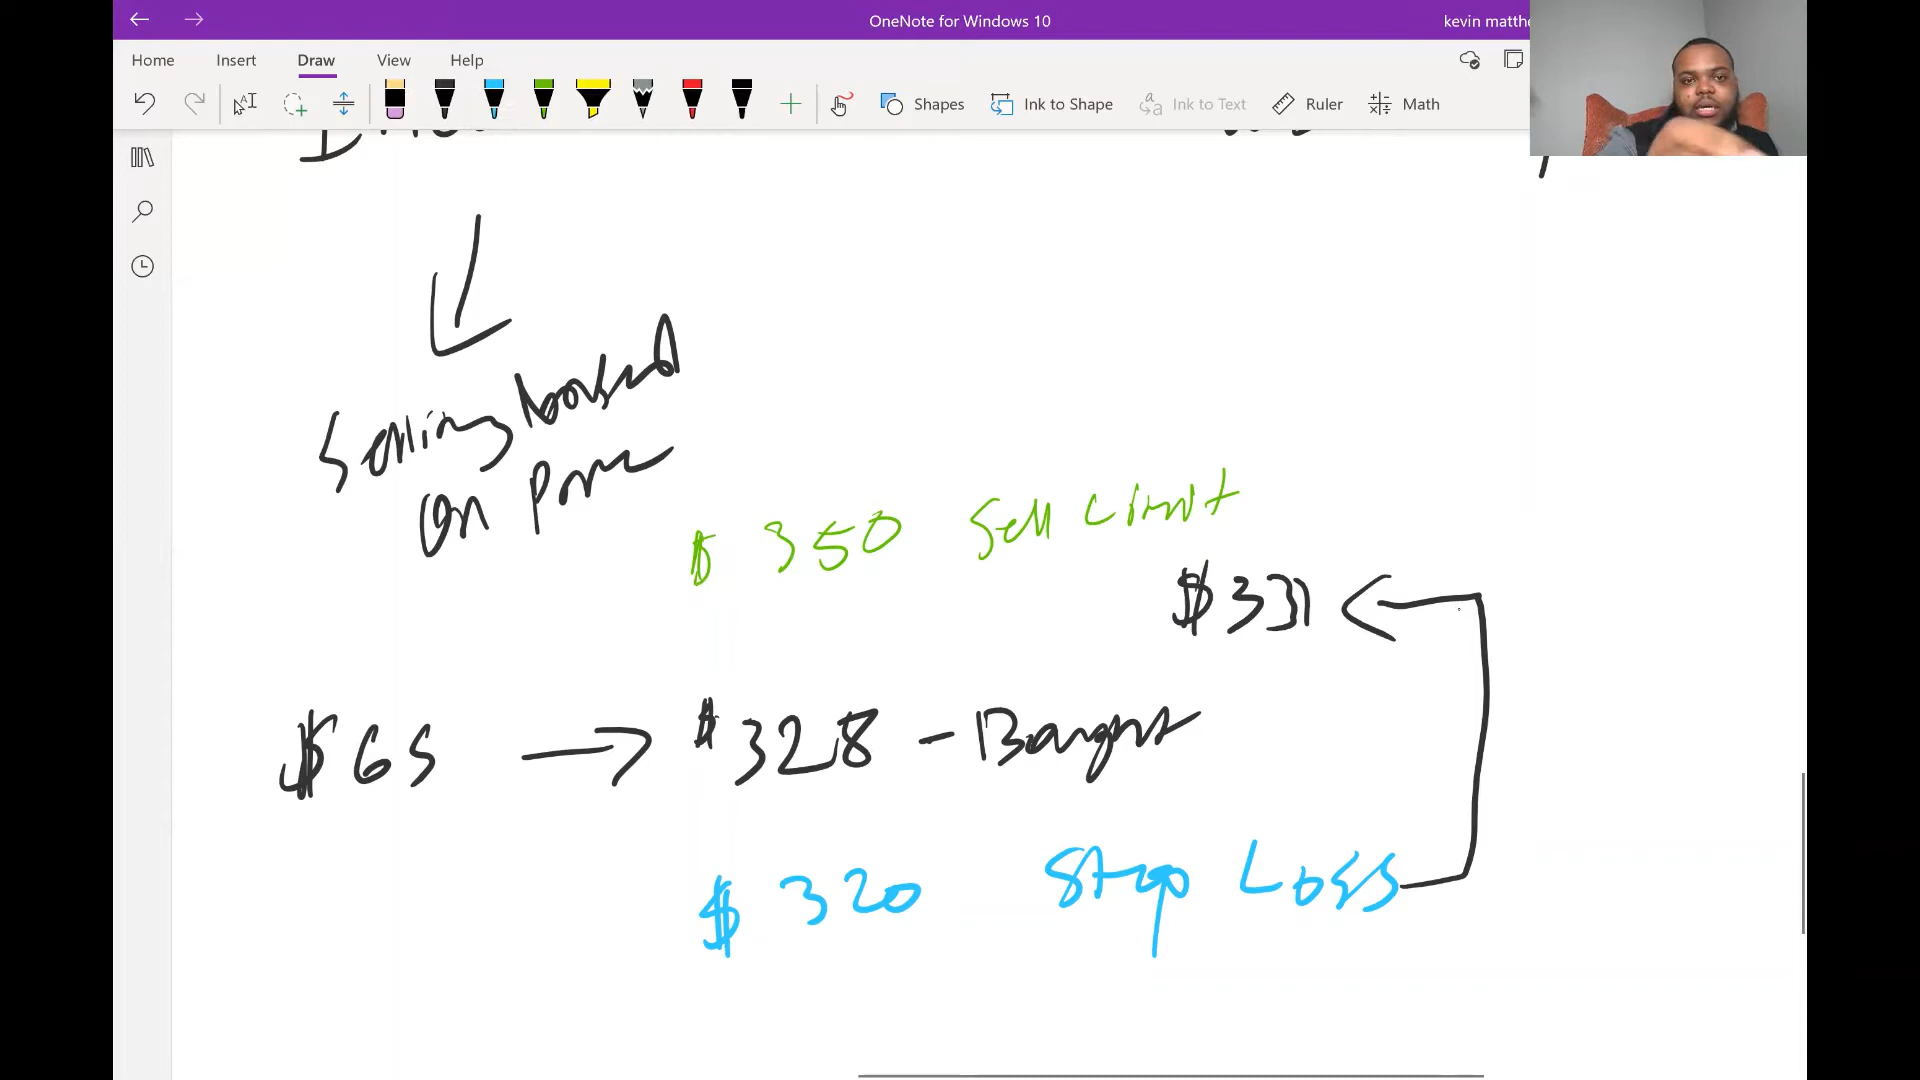 OneNote for Windows 10
kevin matthe
Home Insert Draw View Help
Shapes Ink to Shape Ink to Text Ruler Math
Selling based
on
$ 350 Sell Limit
$331
$65 → $328 - Bought
$ 320 Stop Loss